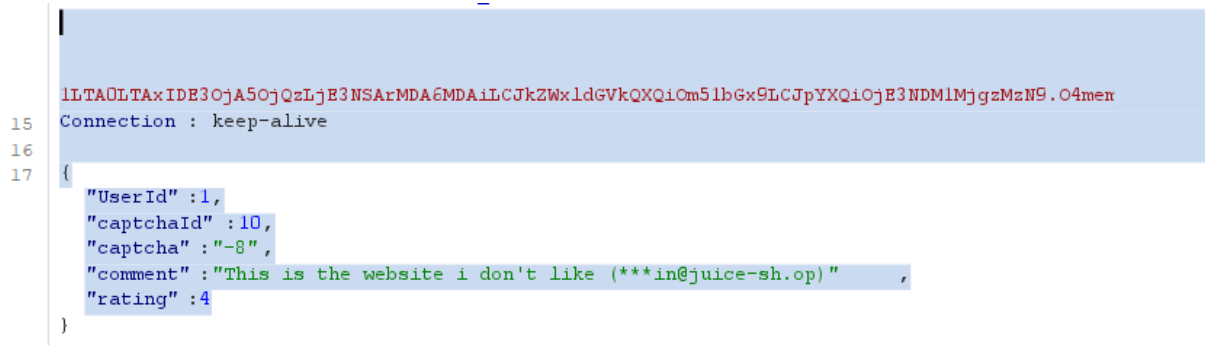 1LTA0LTAxIDE3OjA5OjQzLjE3NSArMDA6MDAiLCJkZWxldGVkQXQiOm51bGx9LCJpYXQiOjE3NDM1MjgzMzN9.O4mem
15 Connection : keep-alive
16
17 {
"UserId" :1,
"captchaId" :10,
"captcha" :"-8",
"comment" :"This is the website i don't like (***in@juice-sh.op)" ,
"rating" :4
}